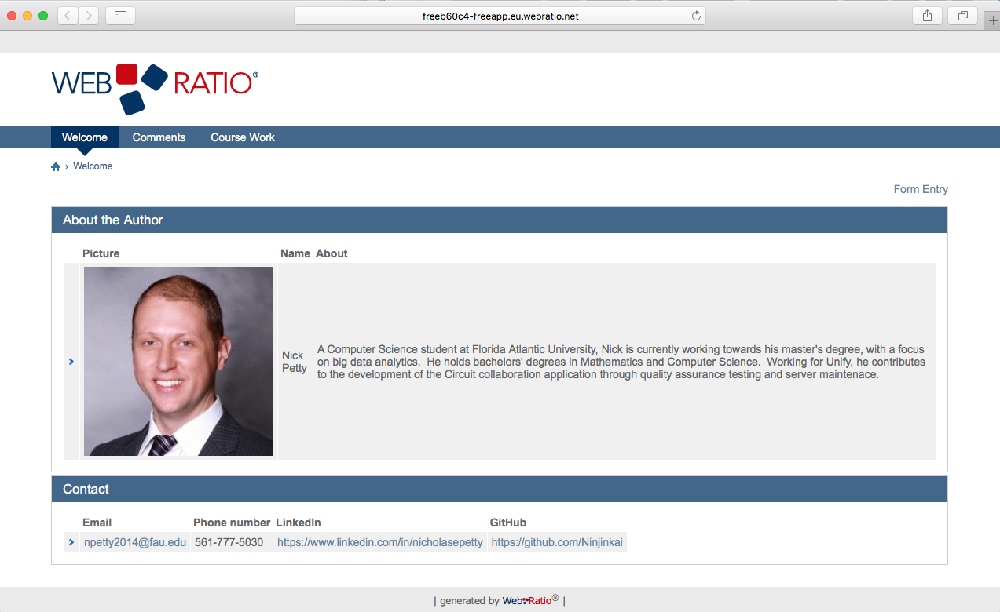 freeb60c4-freeapp.eu.webratio.net
WEB RATIO®
Welcome Comments Course Work
› Welcome
Form Entry
About the Author
Picture Name About
Nick Petty
A Computer Science student at Florida Atlantic University, Nick is currently working towards his master's degree, with a focus
on big data analytics.  He holds bachelors' degrees in Mathematics and Computer Science.  Working for Unify, he contributes
to the development of the Circuit collaboration application through quality assurance testing and server maintenace.
Contact
Email Phone number LinkedIn GitHub
npetty2014@fau.edu 561-777-5030 https://www.linkedin.com/in/nicholasepetty https://github.com/Ninjinkai
| generated by WebRatio® |